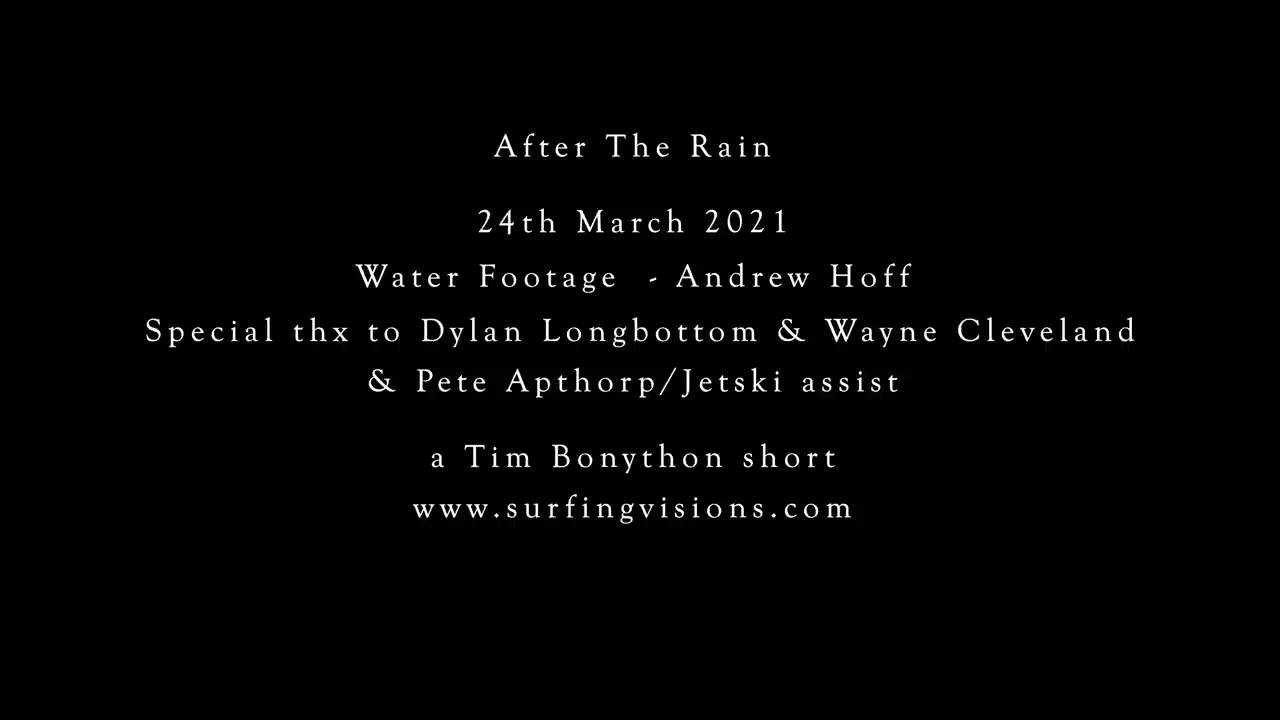 After The Rain
24th March 2021
Water Footage - Andrew Hoff
Special thx to Dylan Longbottom & Wayne Cleveland
& Pete Apthorp/Jetski assist
a Tim Bonython short
www.surfingvisions.com